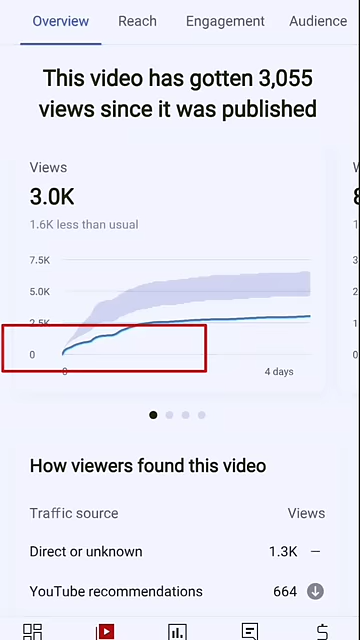 Overview Reach Engagement Audience
This video has gotten 3,055
views since it was published
Views
3.0K
1.6K less than usual
7.5K
5.0K
2.5K
0
0 4 days
How viewers found this video
Traffic source Views
Direct or unknown 1.3K —
YouTube recommendations 664